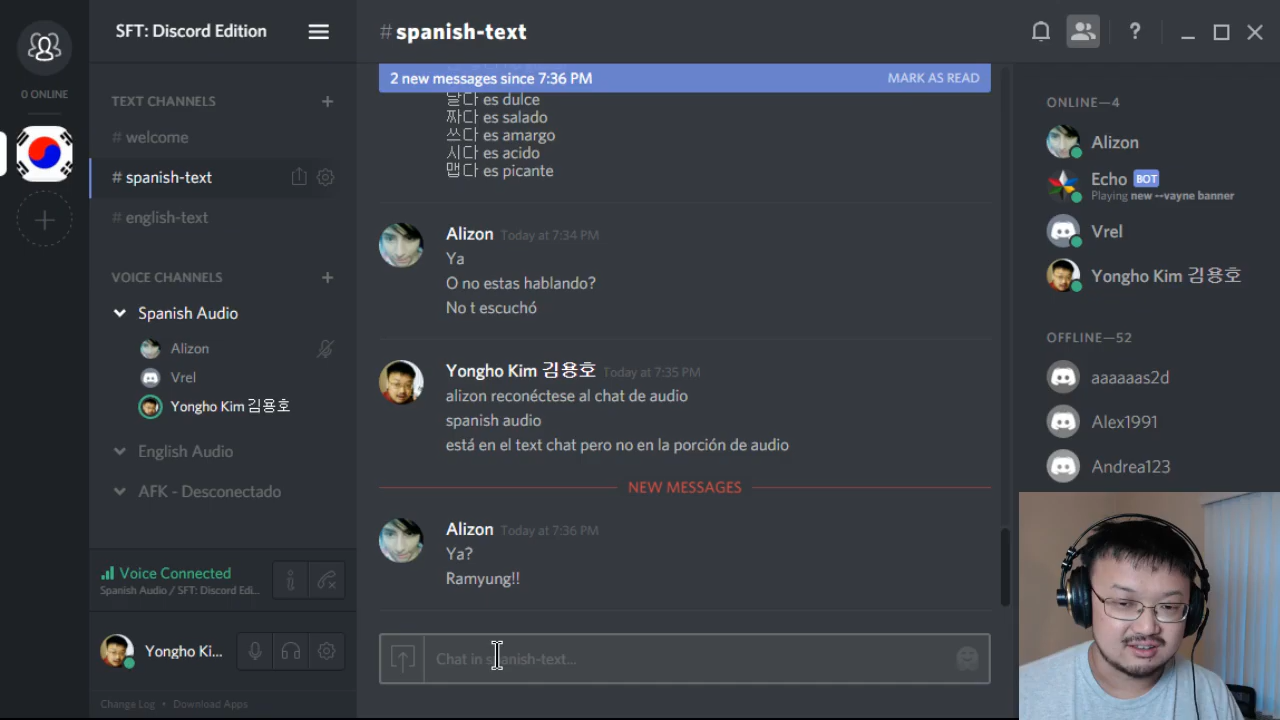 SFT: Discord Edition
0 ONLINE
TEXT CHANNELS
# welcome
# spanish-text
# english-text
VOICE CHANNELS
Spanish Audio
Alizon
Vrel
Yongho Kim 김용호
English Audio
AFK - Desconectado
Voice Connected
Spanish Audio / SFT: Discord Edi...
Yongho Ki...
Change Log • Download Apps
# spanish-text
2 new messages since 7:36 PM MARK AS READ
달다 es dulce
짜다 es salado
쓰다 es amargo
시다 es acido
맵다 es picante
Alizon Today at 7:34 PM
Ya
O no estas hablando?
No t escuchó
Yongho Kim 김용호 Today at 7:35 PM
alizon reconéctese al chat de audio
spanish audio
está en el text chat pero no en la porción de audio
NEW MESSAGES
Alizon Today at 7:36 PM
Ya?
Ramyung!!
Chat in spanish-text...
ONLINE—4
Alizon
Echo BOT
Playing new --vayne banner
Vrel
Yongho Kim 김용호
OFFLINE—52
aaaaaas2d
Alex1991
Andrea123